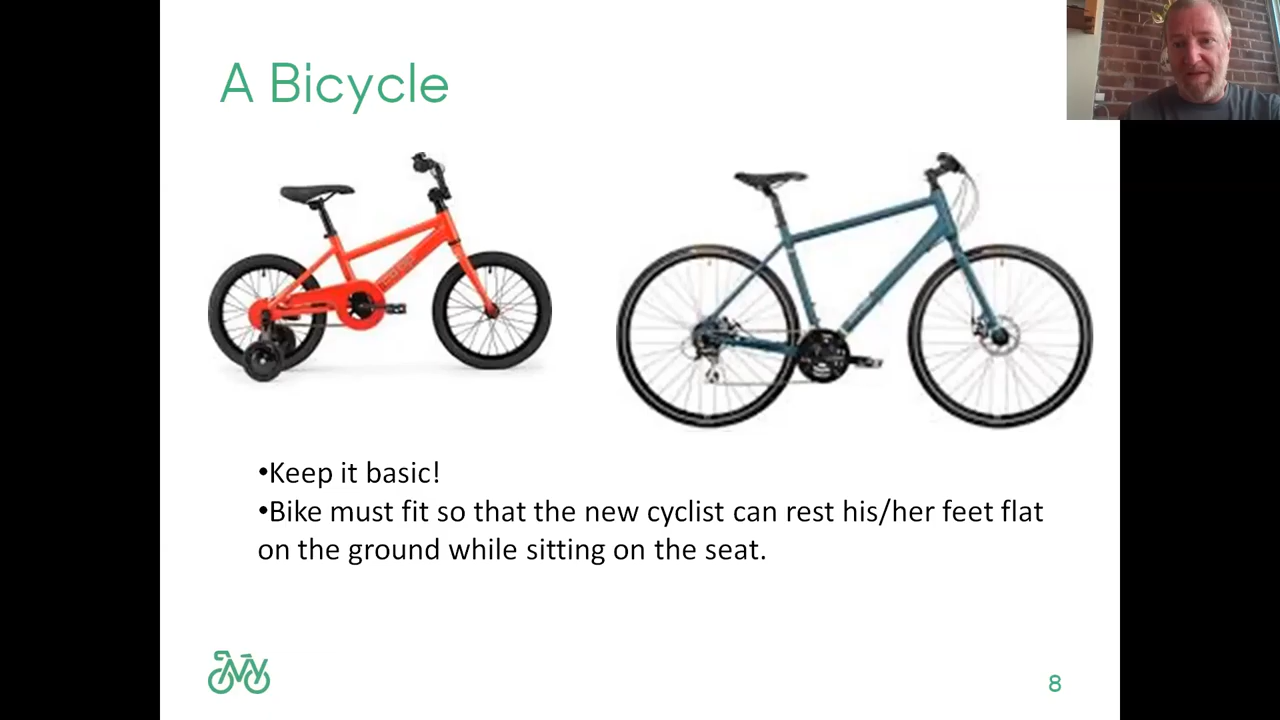 A Bicycle
•Keep it basic!
•Bike must fit so that the new cyclist can rest his/her feet flat
on the ground while sitting on the seat.
8